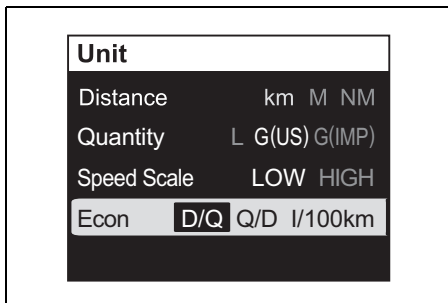 Unit
Distance km M NM
Quantity L G(US) G(IMP)
Speed Scale LOW HIGH
Econ D/Q Q/D l/100km